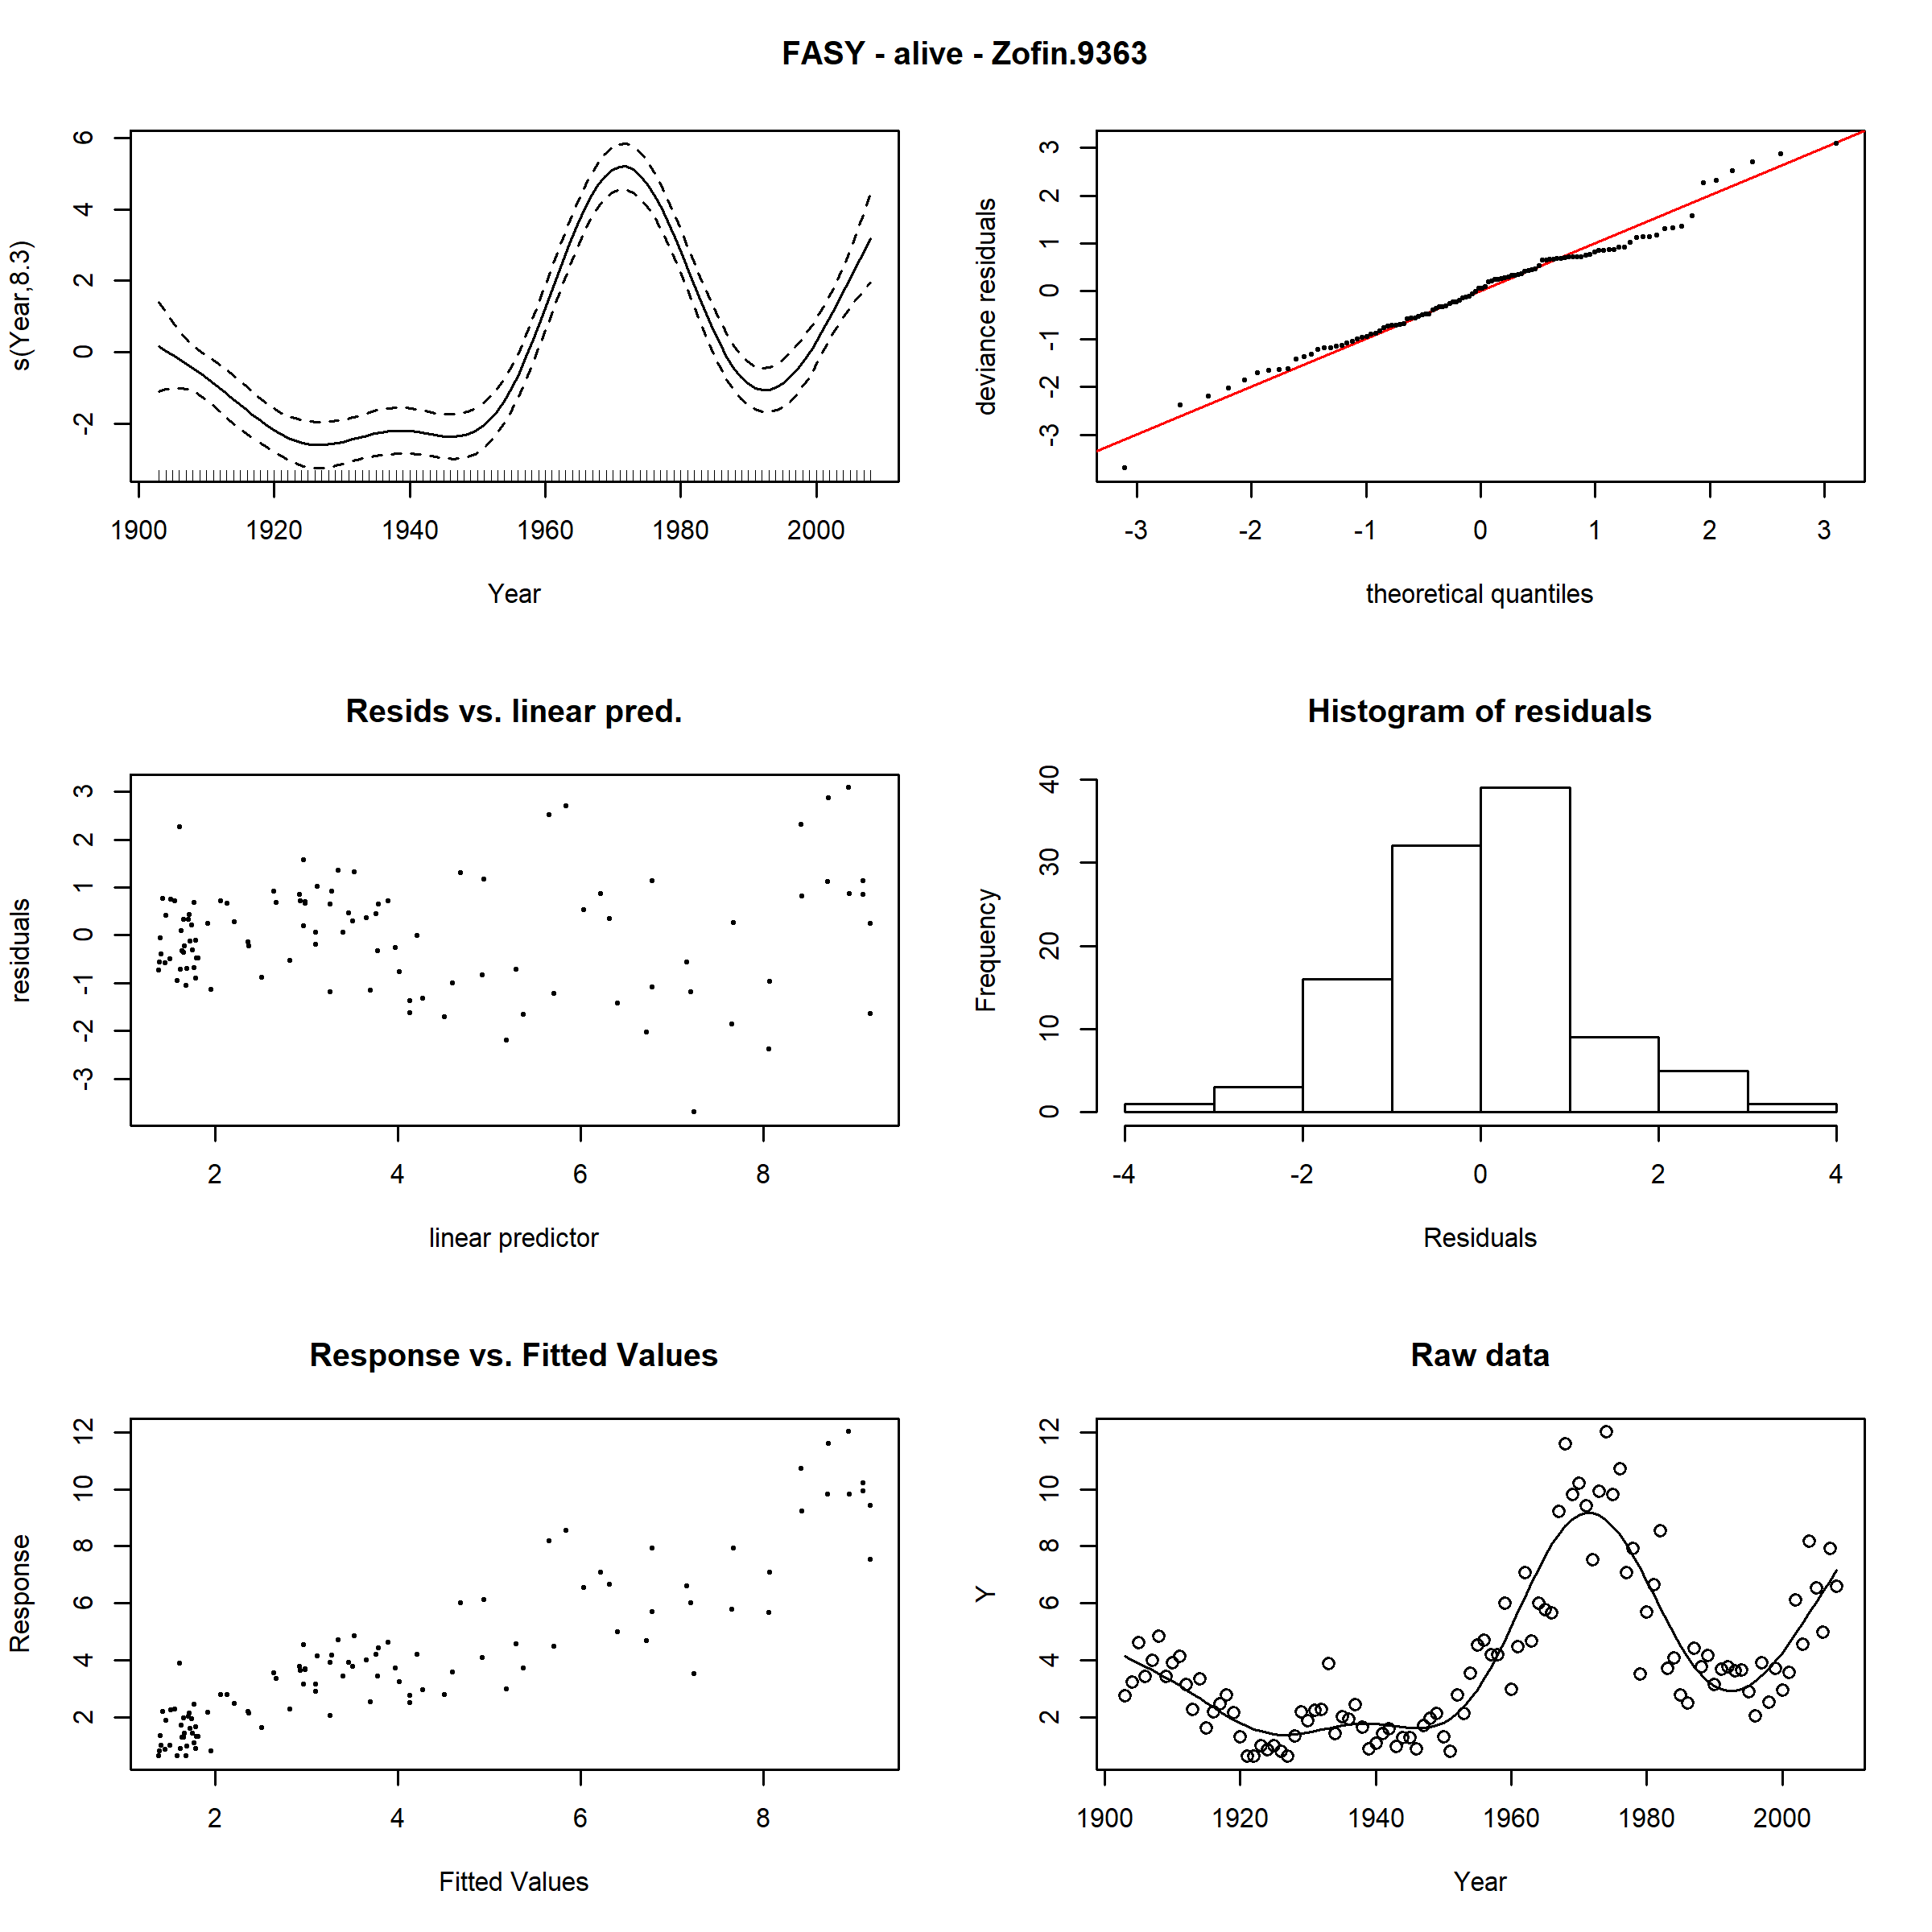 FASY - alive - Zofin.9363
s(Year,8.3)
6
4
2
0
-2
1900 1920 1940 1960 1980 2000
Year
deviance residuals
3
2
1
0
-1
-2
-3
-3 -2 -1 0 1 2 3
theoretical quantiles
Resids vs. linear pred.
residuals
3
2
1
0
-1
-2
-3
2 4 6 8
linear predictor
Histogram of residuals
Frequency
40
30
20
10
0
-4 -2 0 2 4
Residuals
Response vs. Fitted Values
Response
12
10
8
6
4
2
2 4 6 8
Fitted Values
Raw data
Y
12
10
8
6
4
2
1900 1920 1940 1960 1980 2000
Year